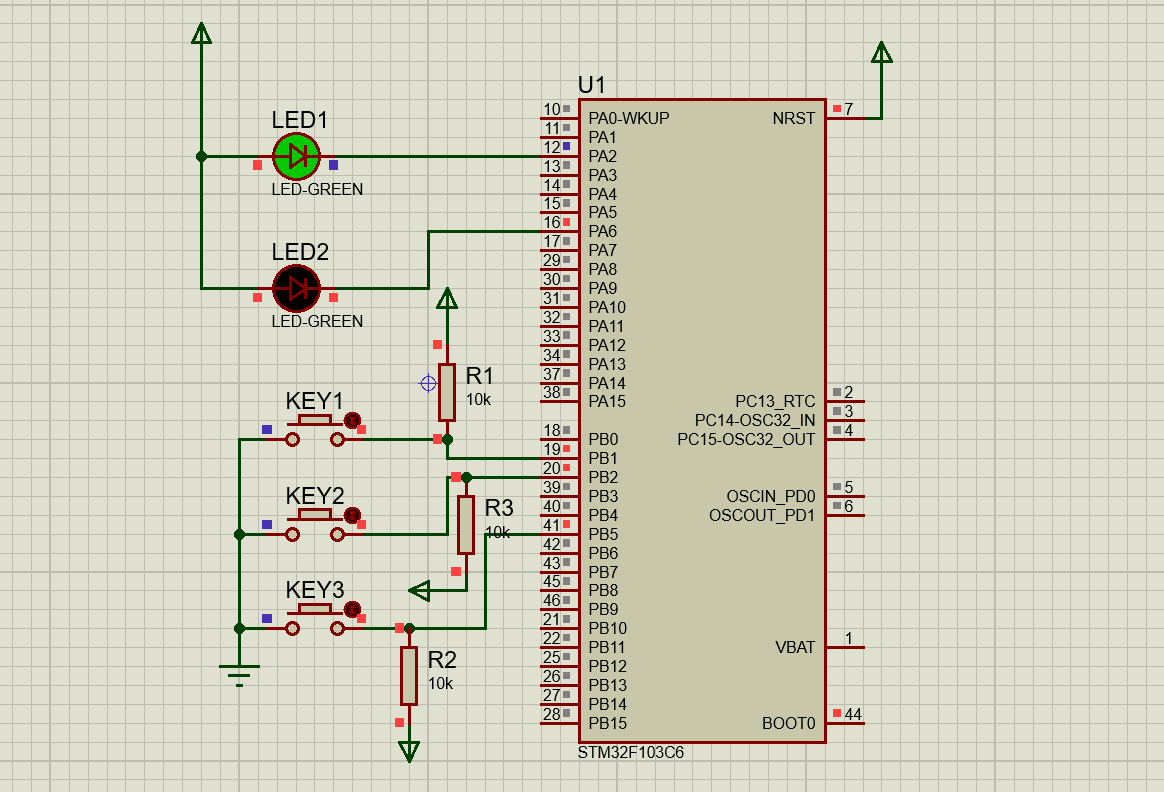 U1
LED1
LED-GREEN
LED2
LED-GREEN
R1
10k
KEY1
KEY2
R3
10k
KEY3
R2
10k
10 PA0-WKUP
11 PA1
12 PA2
13 PA3
14 PA4
15 PA5
16 PA6
17 PA7
29 PA8
30 PA9
31 PA10
32 PA11
33 PA12
34 PA13
37 PA14
38 PA15
18 PB0
19 PB1
20 PB2
39 PB3
40 PB4
41 PB5
42 PB6
43 PB7
45 PB8
46 PB9
21 PB10
22 PB11
25 PB12
26 PB13
27 PB14
28 PB15
NRST 7
PC13_RTC 2
PC14-OSC32_IN 3
PC15-OSC32_OUT 4
OSCIN_PD0 5
OSCOUT_PD1 6
VBAT 1
BOOT0 44
STM32F103C6